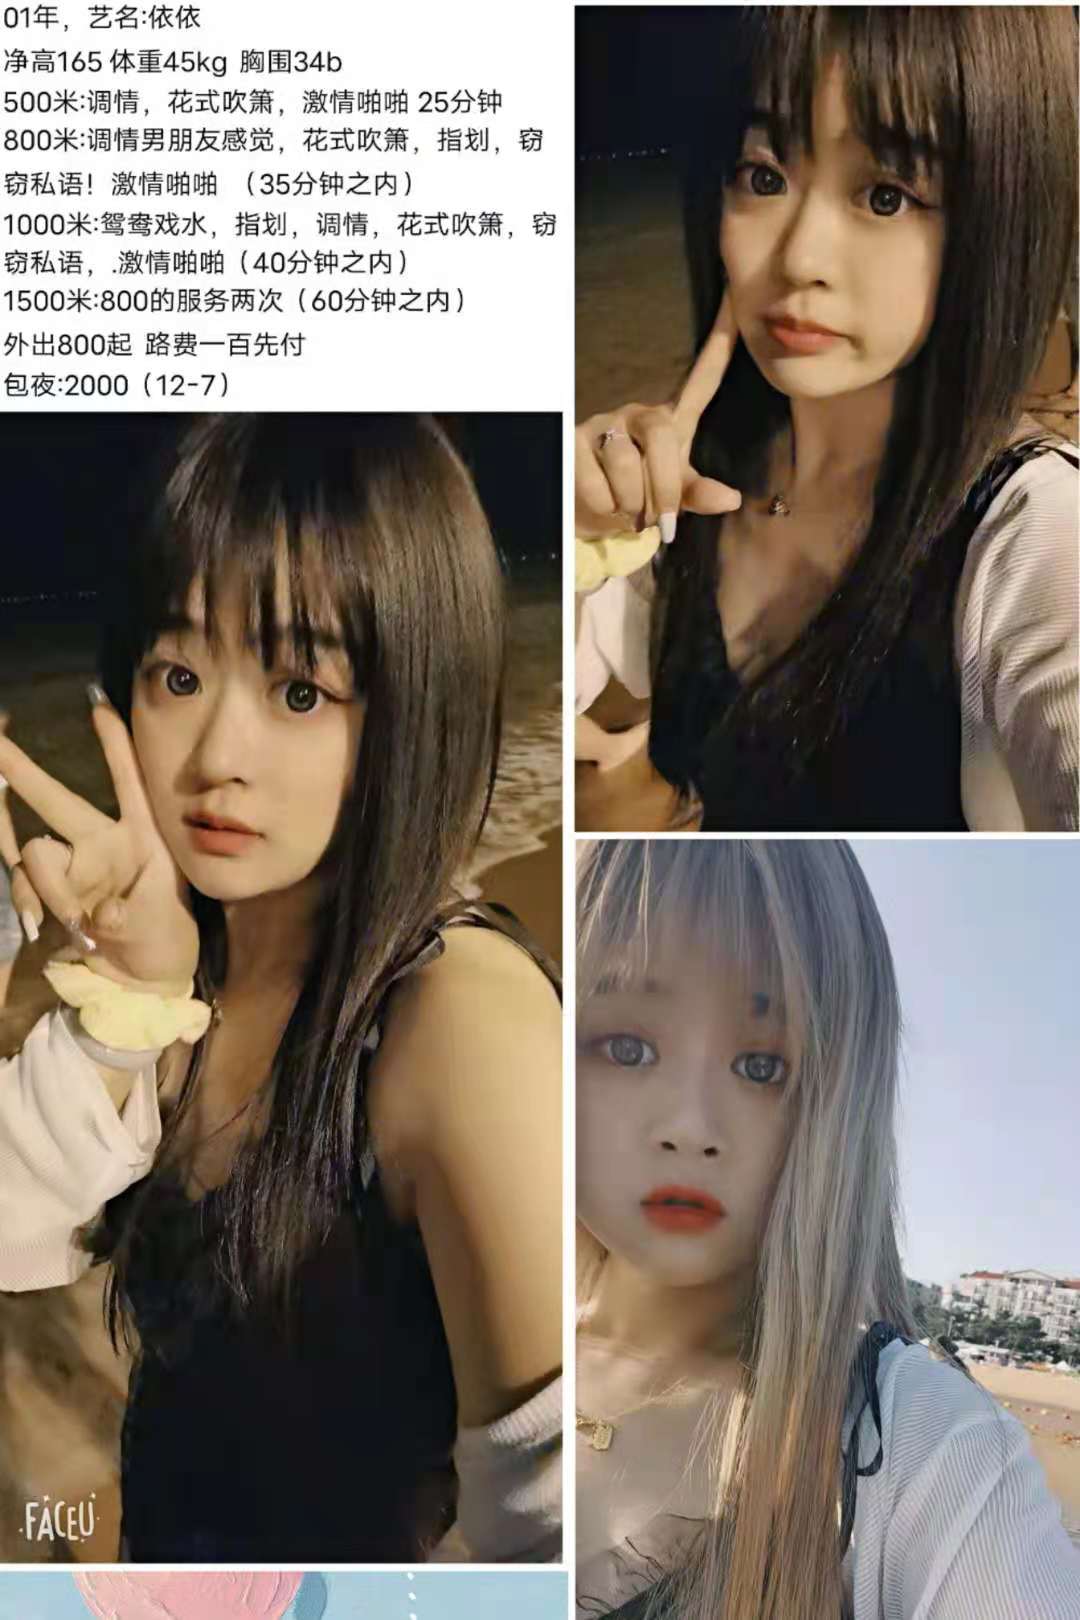 01年，艺名:依依
净高165 体重45kg 胸围34b
500米:调情，花式吹箫，激情啪啪 25分钟
800米:调情男朋友感觉，花式吹箫，指划，窃
窃私语！激情啪啪 （35分钟之内）
1000米:鸳鸯戏水，指划，调情，花式吹箫，窃
窃私语，.激情啪啪（40分钟之内）
1500米:800的服务两次（60分钟之内）
外出800起 路费一百先付
包夜:2000（12-7）
FACEU